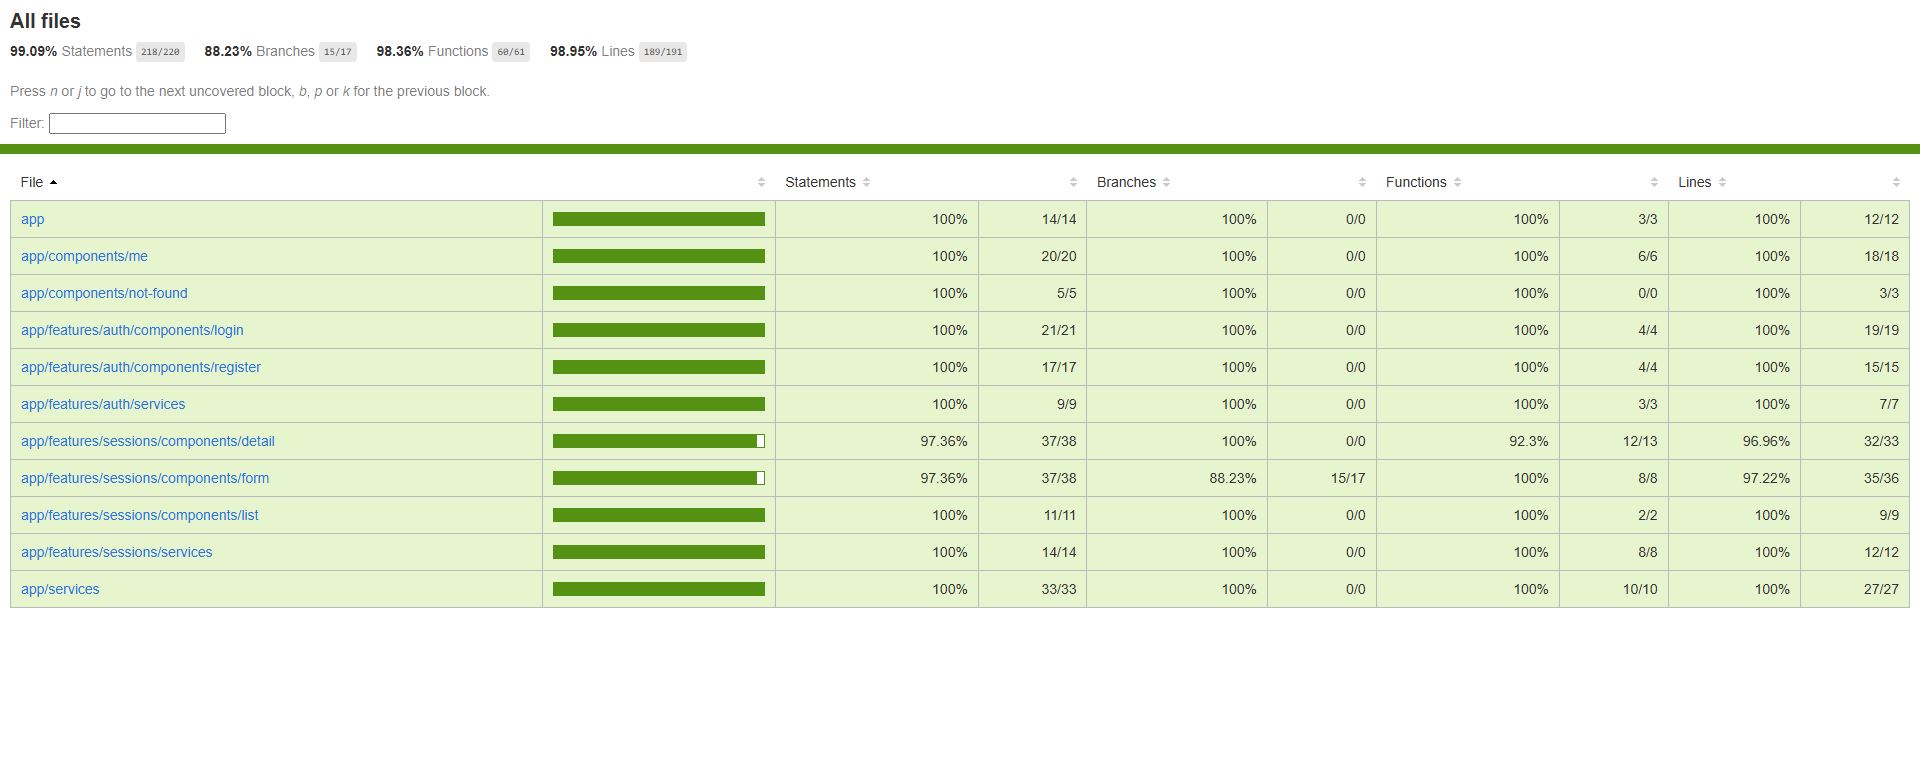 All files
99.09% Statements 218/220 88.23% Branches 15/17 98.36% Functions 60/61 98.95% Lines 189/191
Press n or j to go to the next uncovered block, b, p or k for the previous block.
Filter:
File Statements Branches Functions Lines
app 100% 14/14 100% 0/0 100% 3/3 100% 12/12
app/components/me 100% 20/20 100% 0/0 100% 6/6 100% 18/18
app/components/not-found 100% 5/5 100% 0/0 100% 0/0 100% 3/3
app/features/auth/components/login 100% 21/21 100% 0/0 100% 4/4 100% 19/19
app/features/auth/components/register 100% 17/17 100% 0/0 100% 4/4 100% 15/15
app/features/auth/services 100% 9/9 100% 0/0 100% 3/3 100% 7/7
app/features/sessions/components/detail 97.36% 37/38 100% 0/0 92.3% 12/13 96.96% 32/33
app/features/sessions/components/form 97.36% 37/38 88.23% 15/17 100% 8/8 97.22% 35/36
app/features/sessions/components/list 100% 11/11 100% 0/0 100% 2/2 100% 9/9
app/features/sessions/services 100% 14/14 100% 0/0 100% 8/8 100% 12/12
app/services 100% 33/33 100% 0/0 100% 10/10 100% 27/27